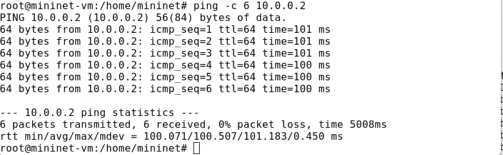 root@mininet-vm:/home/mininet# ping -c 6 10.0.0.2
PING 10.0.0.2 (10.0.0.2) 56(84) bytes of data.
64 bytes from 10.0.0.2: icmp_seq=1 ttl=64 time=101 ms
64 bytes from 10.0.0.2: icmp_seq=2 ttl=64 time=101 ms
64 bytes from 10.0.0.2: icmp_seq=3 ttl=64 time=101 ms
64 bytes from 10.0.0.2: icmp_seq=4 ttl=64 time=100 ms
64 bytes from 10.0.0.2: icmp_seq=5 ttl=64 time=100 ms
64 bytes from 10.0.0.2: icmp_seq=6 ttl=64 time=100 ms

--- 10.0.0.2 ping statistics ---
6 packets transmitted, 6 received, 0% packet loss, time 5008ms
rtt min/avg/max/mdev = 100.071/100.507/101.183/0.450 ms
root@mininet-vm:/home/mininet#